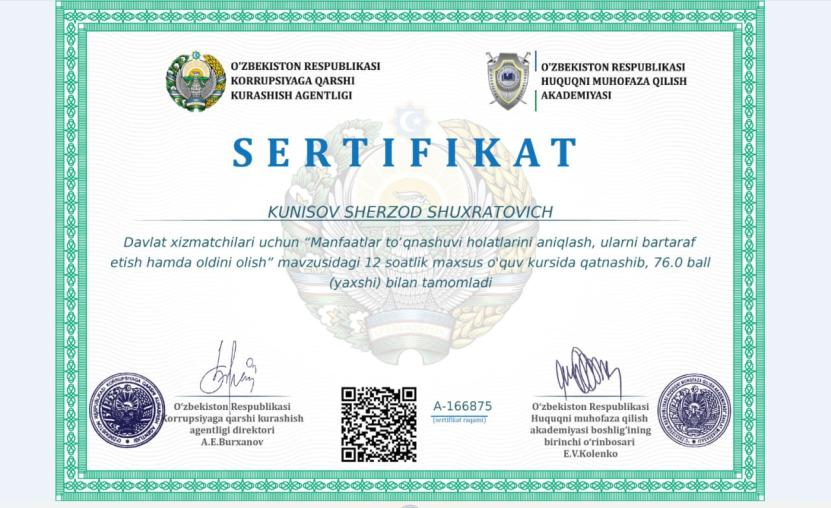 O'ZBEKISTON RESPUBLIKASI
KORRUPSIYAGA QARSHI
KURASHISH AGENTLIGI
O'ZBEKISTON RESPUBLIKASI
HUQUQNI MUHOFAZA QILISH
AKADEMIYASI
SERTIFIKAT
KUNISOV SHERZOD SHUXRATOVICH
Davlat xizmatchilari uchun “Manfaatlar to‘qnashuvi holatlarini aniqlash, ularni bartaraf
etish hamda oldini olish” mavzusidagi 12 soatlik maxsus o'quv kursida qatnashib, 76.0 ball
(yaxshi) bilan tamomladi
O‘zbekiston Respublikasi
Korrupsiyaga qarshi kurashish
agentligi direktori
A.E.Burxanov
A-166875
(sertifikat raqami)
O‘zbekiston Respublikasi
Huquqni muhofaza qilish
akademiyasi boshlig‘ining
birinchi o‘rinbosari
E.V.Kolenko